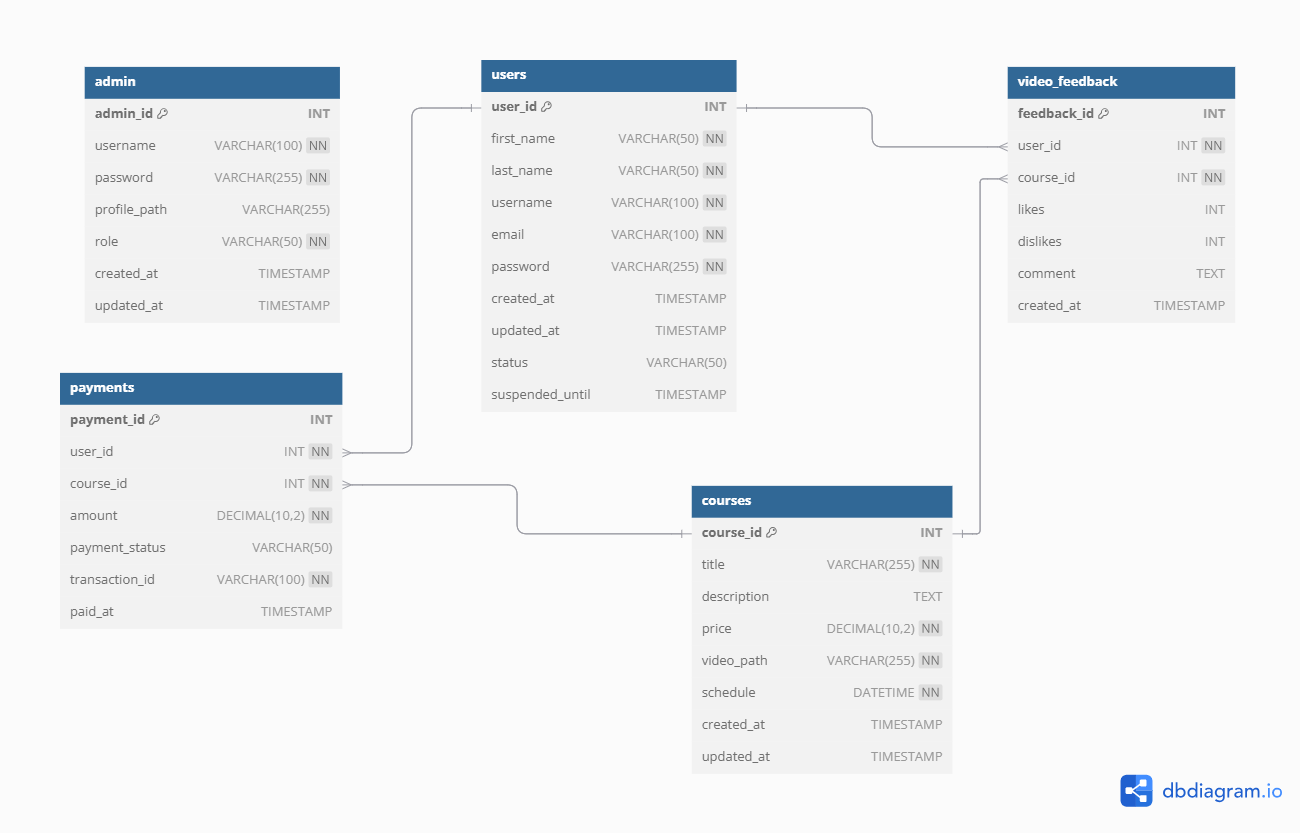 admin
admin_id INT
username VARCHAR(100) NN
password VARCHAR(255) NN
profile_path VARCHAR(255)
role VARCHAR(50) NN
created_at TIMESTAMP
updated_at TIMESTAMP
users
user_id INT
first_name VARCHAR(50) NN
last_name VARCHAR(50) NN
username VARCHAR(100) NN
email VARCHAR(100) NN
password VARCHAR(255) NN
created_at TIMESTAMP
updated_at TIMESTAMP
status VARCHAR(50)
suspended_until TIMESTAMP
video_feedback
feedback_id INT
user_id INT NN
course_id INT NN
likes INT
dislikes INT
comment TEXT
created_at TIMESTAMP
payments
payment_id INT
user_id INT NN
course_id INT NN
amount DECIMAL(10,2) NN
payment_status VARCHAR(50)
transaction_id VARCHAR(100) NN
paid_at TIMESTAMP
courses
course_id INT
title VARCHAR(255) NN
description TEXT
price DECIMAL(10,2) NN
video_path VARCHAR(255) NN
schedule DATETIME NN
created_at TIMESTAMP
updated_at TIMESTAMP
dbdiagram.io